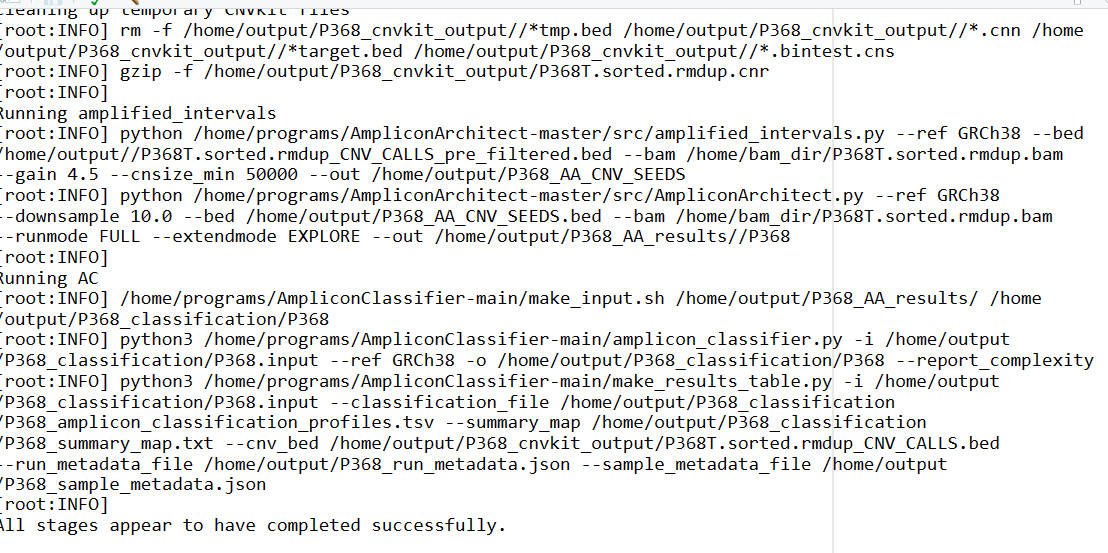 Cleaning up temporary CNVkit files
[root:INFO] rm -f /home/output/P368_cnvkit_output//*tmp.bed /home/output/P368_cnvkit_output//*.cnn /home
/output/P368_cnvkit_output//*target.bed /home/output/P368_cnvkit_output//*.bintest.cns
[root:INFO] gzip -f /home/output/P368_cnvkit_output/P368T.sorted.rmdup.cnr
[root:INFO]
Running amplified_intervals
[root:INFO] python /home/programs/AmpliconArchitect-master/src/amplified_intervals.py --ref GRCh38 --bed
/home/output//P368T.sorted.rmdup_CNV_CALLS_pre_filtered.bed --bam /home/bam_dir/P368T.sorted.rmdup.bam
--gain 4.5 --cnsize_min 50000 --out /home/output/P368_AA_CNV_SEEDS
[root:INFO] python /home/programs/AmpliconArchitect-master/src/AmpliconArchitect.py --ref GRCh38
--downsample 10.0 --bed /home/output/P368_AA_CNV_SEEDS.bed --bam /home/bam_dir/P368T.sorted.rmdup.bam
--runmode FULL --extendmode EXPLORE --out /home/output/P368_AA_results//P368
[root:INFO]
Running AC
[root:INFO] /home/programs/AmpliconClassifier-main/make_input.sh /home/output/P368_AA_results/ /home
/output/P368_classification/P368
[root:INFO] python3 /home/programs/AmpliconClassifier-main/amplicon_classifier.py -i /home/output
/P368_classification/P368.input --ref GRCh38 -o /home/output/P368_classification/P368 --report_complexity
[root:INFO] python3 /home/programs/AmpliconClassifier-main/make_results_table.py -i /home/output
/P368_classification/P368.input --classification_file /home/output/P368_classification
/P368_amplicon_classification_profiles.tsv --summary_map /home/output/P368_classification
/P368_summary_map.txt --cnv_bed /home/output/P368_cnvkit_output/P368T.sorted.rmdup_CNV_CALLS.bed
--run_metadata_file /home/output/P368_run_metadata.json --sample_metadata_file /home/output
/P368_sample_metadata.json
[root:INFO]
All stages appear to have completed successfully.